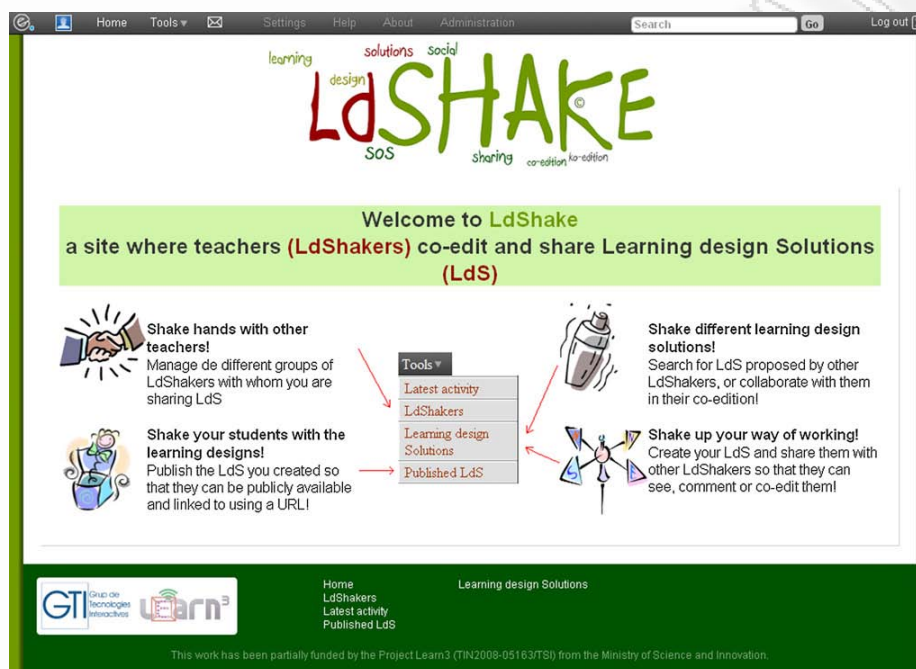 Home Tools ▾ Settings Help About Administration Search Go Log out
learning solutions social
design
LdSHAKE ©
SOS sharing co-edition ko-edition
Welcome to LdShake
a site where teachers (LdShakers) co-edit and share Learning design Solutions
(LdS)
Shake hands with other
teachers!
Manage de different groups of
LdShakers with whom you are
sharing LdS
Shake your students with the
learning designs!
Publish the LdS you created so
that they can be publicly available
and linked to using a URL!
Tools ▾
Latest activity
LdShakers
Learning design
Solutions
Published LdS
Shake different learning design
solutions!
Search for LdS proposed by other
LdShakers, or collaborate with them
in their co-edition!
Shake up your way of working!
Create your LdS and share them with
other LdShakers so that they can
see, comment or co-edit them!
GTI Grup de
Tecnologies
Interactives
Learn3
Home
LdShakers
Latest activity
Published LdS
Learning design Solutions
This work has been partially funded by the Project Learn3 (TIN2008-05163/TSI) from the Ministry of Science and Innovation.